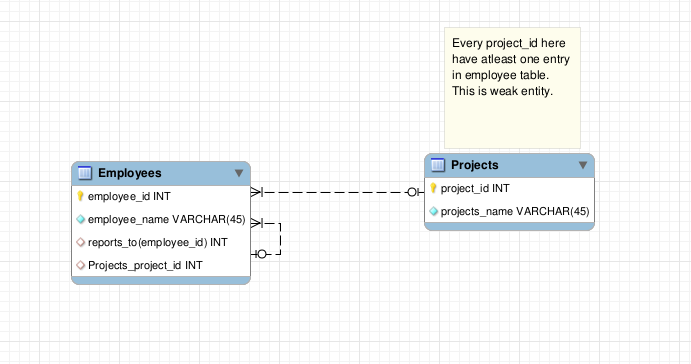 Every project_id here
have atleast one entry
in employee table.
This is weak entity.
Employees
employee_id INT
employee_name VARCHAR(45)
reports_to(employee_id) INT
Projects_project_id INT
Projects
project_id INT
projects_name VARCHAR(45)